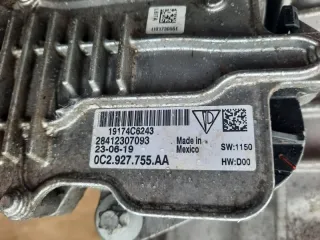 19174C6243
28412307093
23-06-19
Made in
Mexico
SW:1150
0C2.927.755.AA
HW:D00